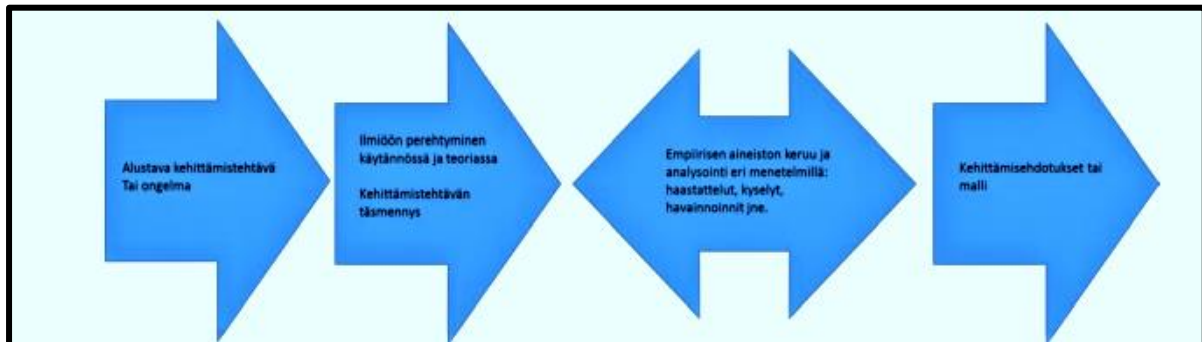 Alustava kehittämistehtävä
Tai ongelma
Ilmiöön perehtyminen
käytännössä ja teoriassa
Kehittämistehtävän
täsmennys
Empiirisen aineiston keruu ja
analysointi eri menetelmillä:
haastattelut, kyselyt,
havainnoinnit jne.
Kehittämisehdotukset tai
malli